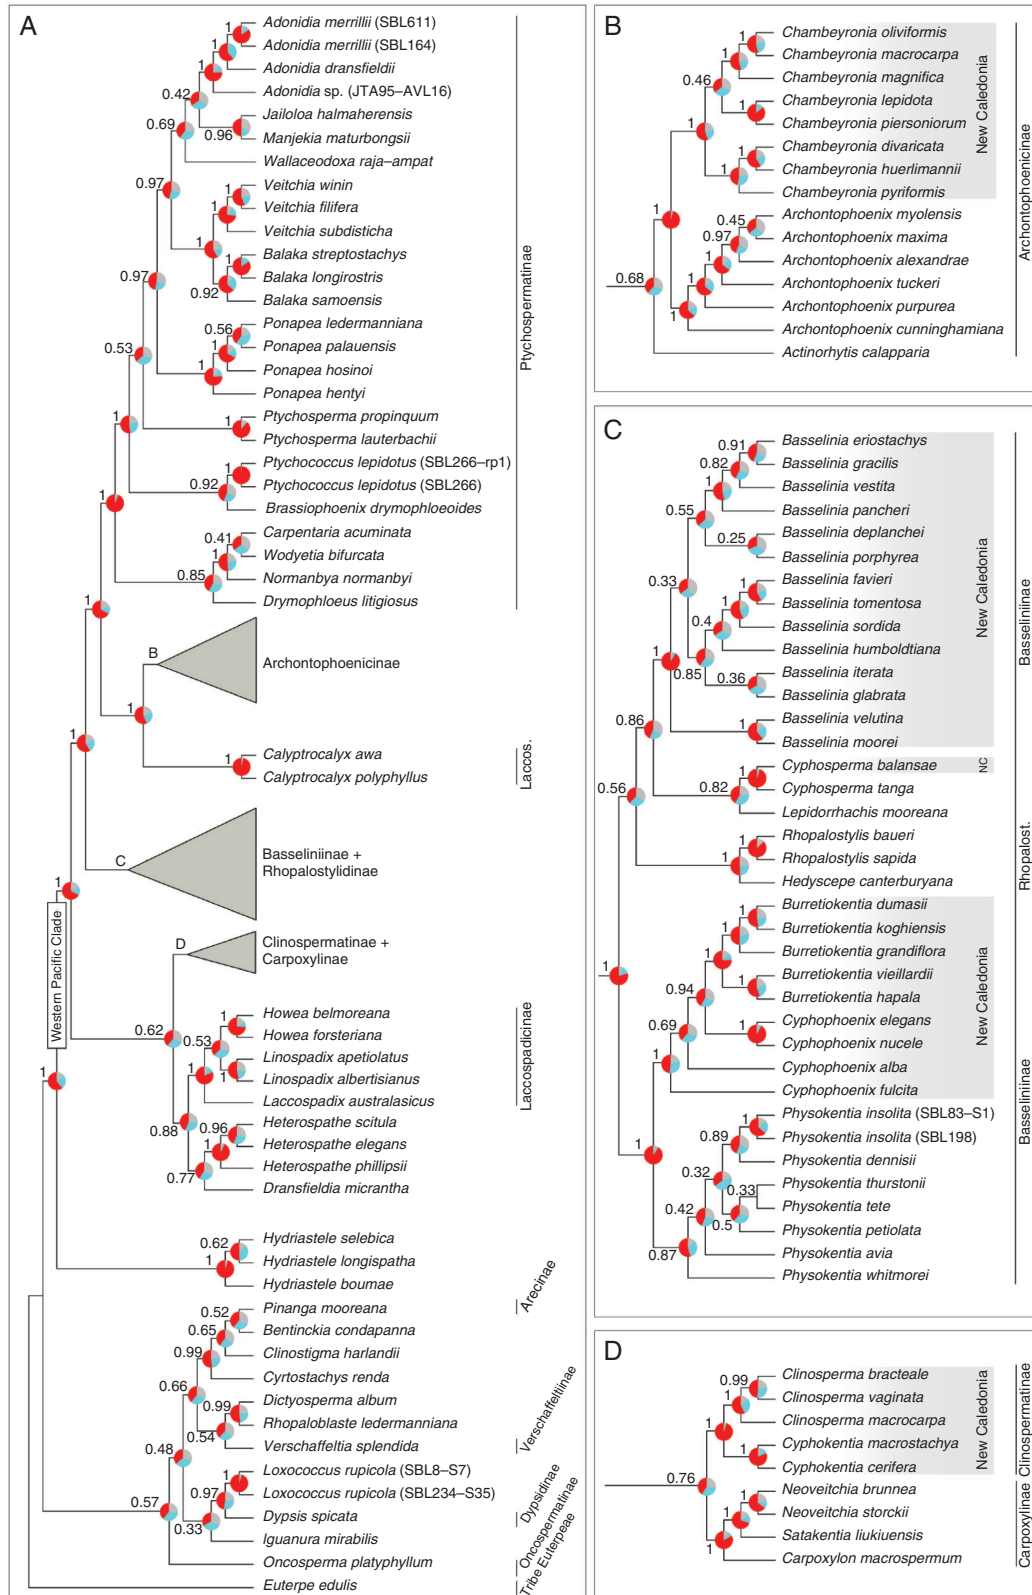 A
Adonidia merrillii (SBL611)
Adonidia merrillii (SBL164)
Adonidia dransfieldii
Adonidia sp. (JTA95–AVL16)
Jailoloa halmaherensis
Manjekia maturbongsii
Wallaceodoxa raja–ampat
Veitchia winin
Veitchia filifera
Veitchia subdisticha
Balaka streptostachys
Balaka longirostris
Balaka samoensis
Ponapea ledermanniana
Ponapea palauensis
Ponapea hosinoi
Ponapea hentyi
Ptychosperma propinquum
Ptychosperma lauterbachii
Ptychococcus lepidotus (SBL266–rp1)
Ptychococcus lepidotus (SBL266)
Brassiophoenix drymophloeoides
Carpentaria acuminata
Wodyetia bifurcata
Normanbya normanbyi
Drymophloeus litigiosus
Ptychospermatinae
B
Archontophoenicinae
Calyptrocalyx awa
Calyptrocalyx polyphyllus
Laccos.
C
Basseliniinae +
Rhopalostylidinae
D
Clinospermatinae +
Carpoxylinae
Western Pacific Clade
Howea belmoreana
Howea forsteriana
Linospadix apetiolatus
Linospadix albertisianus
Laccospadix australasicus
Laccospadicinae
Heterospathe scitula
Heterospathe elegans
Heterospathe phillipsii
Dransfieldia micrantha
Hydriastele selebica
Hydriastele longispatha
Hydriastele boumae
Pinanga mooreana
Arecinae
Bentinckia condapanna
Clinostigma harlandii
Cyrtostachys renda
Dictyosperma album
Rhopaloblaste ledermanniana
Verschaffeltia splendida
Verschaffeltiinae
Loxococcus rupicola (SBL8–S7)
Loxococcus rupicola (SBL234–S35)
Dypsis spicata
Dypsidinae
Iguanura mirabilis
Oncosperma platyphyllum
Oncospermatinae
Euterpe edulis
Tribe Euterpeae
1
1
1
1
0.42
0.96
0.69
0.97
1
1
1
0.92
0.97
0.56
1
1
0.53
1
1
1
0.92
1
0.41
1
0.85
1
1
1
1
1
1
0.62
1
0.53
1
1
0.88
0.96
1
0.77
1
0.62
1
0.52
0.65
0.99
0.66
0.99
0.54
0.48
1
0.97
0.33
0.57
B
Chambeyronia oliviformis
Chambeyronia macrocarpa
Chambeyronia magnifica
Chambeyronia lepidota
Chambeyronia piersoniorum
Chambeyronia divaricata
Chambeyronia huerlimannii
Chambeyronia pyriformis
New Caledonia
Archontophoenix myolensis
Archontophoenix maxima
Archontophoenix alexandrae
Archontophoenix tuckeri
Archontophoenix purpurea
Archontophoenix cunninghamiana
Actinorhytis calapparia
Archontophoenicinae
1
1
0.46
1
1
1
1
1
0.45
0.97
1
1
1
0.68
C
Basselinia eriostachys
Basselinia gracilis
Basselinia vestita
Basselinia pancheri
Basselinia deplanchei
Basselinia porphyrea
Basselinia favieri
Basselinia tomentosa
Basselinia sordida
Basselinia humboldtiana
Basselinia iterata
Basselinia glabrata
Basselinia velutina
Basselinia moorei
New Caledonia
Basseliniinae
Cyphosperma balansae
NC
Cyphosperma tanga
Lepidorrhachis mooreana
Rhopalostylis baueri
Rhopalostylis sapida
Hedyscepe canterburyana
Rhopalost.
Burretiokentia dumasii
Burretiokentia koghiensis
Burretiokentia grandiflora
Burretiokentia vieillardii
Burretiokentia hapala
Cyphophoenix elegans
Cyphophoenix nucele
Cyphophoenix alba
Cyphophoenix fulcita
New Caledonia
Physokentia insolita (SBL83–S1)
Physokentia insolita (SBL198)
Physokentia dennisii
Physokentia thurstonii
Physokentia tete
Physokentia petiolata
Physokentia avia
Physokentia whitmorei
Basseliniinae
0.91
0.82
1
0.55
0.25
0.33
1
1
0.4
0.36
0.85
1
1
0.86
1
0.82
0.56
1
1
1
1
1
1
1
1
0.94
0.69
1
1
1
0.89
0.33
0.32
0.5
0.42
0.87
D
Clinosperma bracteale
Clinosperma vaginata
Clinosperma macrocarpa
Cyphokentia macrostachya
Cyphokentia cerifera
New Caledonia
Clinospermatinae
Neoveitchia brunnea
Neoveitchia storckii
Satakentia liukiuensis
Carpoxylon macrospermum
Carpoxylinae
0.99
1
1
1
0.76
1
1
1